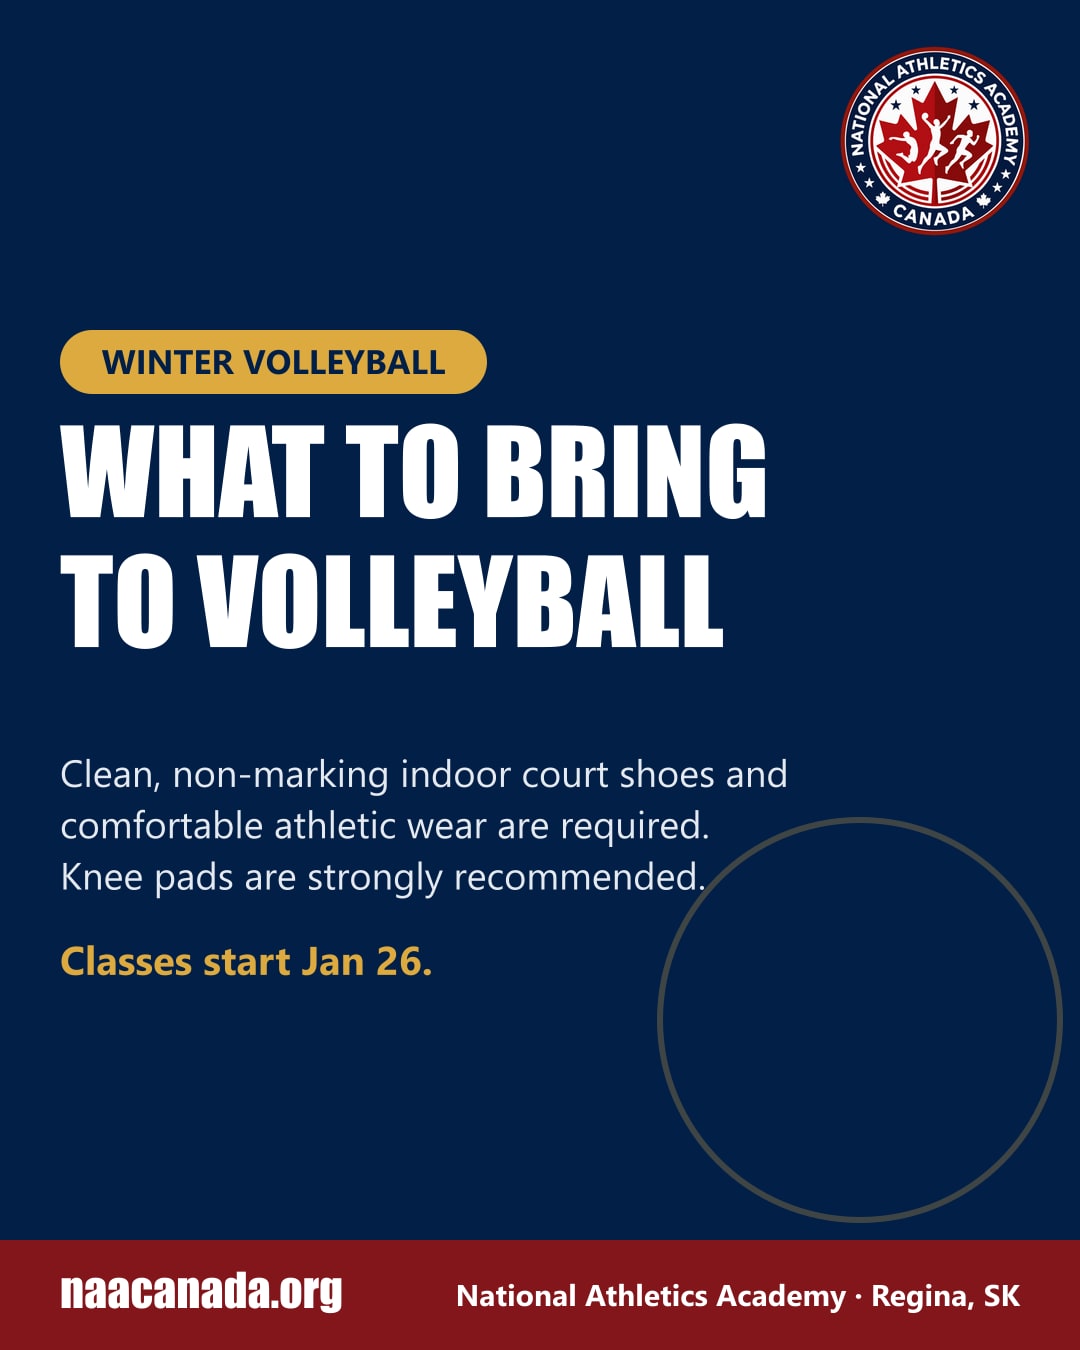 NATIONAL ATHLETICS ACADEMY
CANADA
WINTER VOLLEYBALL
WHAT TO BRING
TO VOLLEYBALL
Clean, non-marking indoor court shoes and
comfortable athletic wear are required.
Knee pads are strongly recommended.
Classes start Jan 26.
naacanada.org
National Athletics Academy · Regina, SK